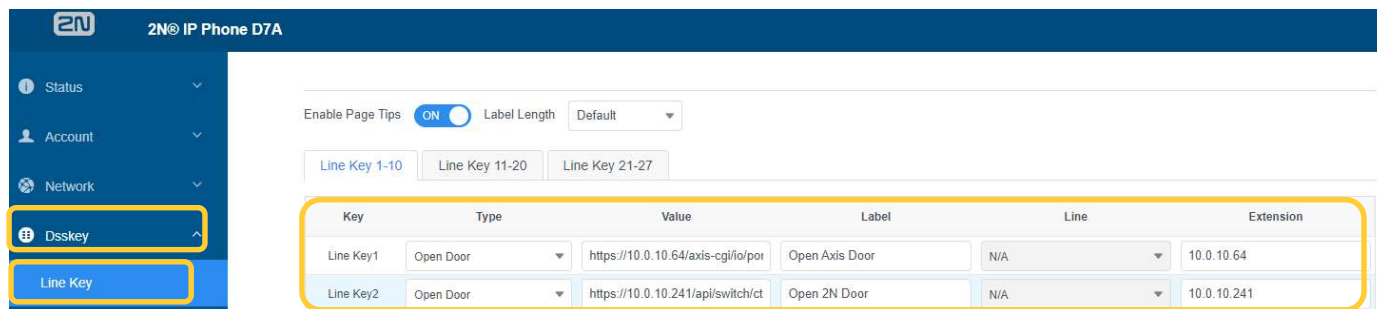 2N 2N® IP Phone D7A
Status
Account
Network
Dsskey
Line Key
Enable Page Tips ON Label Length Default
Line Key 1-10 Line Key 11-20 Line Key 21-27
Key Type Value Label Line Extension
Line Key1 Open Door https://10.0.10.64/axis-cgi/io/por Open Axis Door N/A 10.0.10.64
Line Key2 Open Door https://10.0.10.241/api/switch/ct Open 2N Door N/A 10.0.10.241